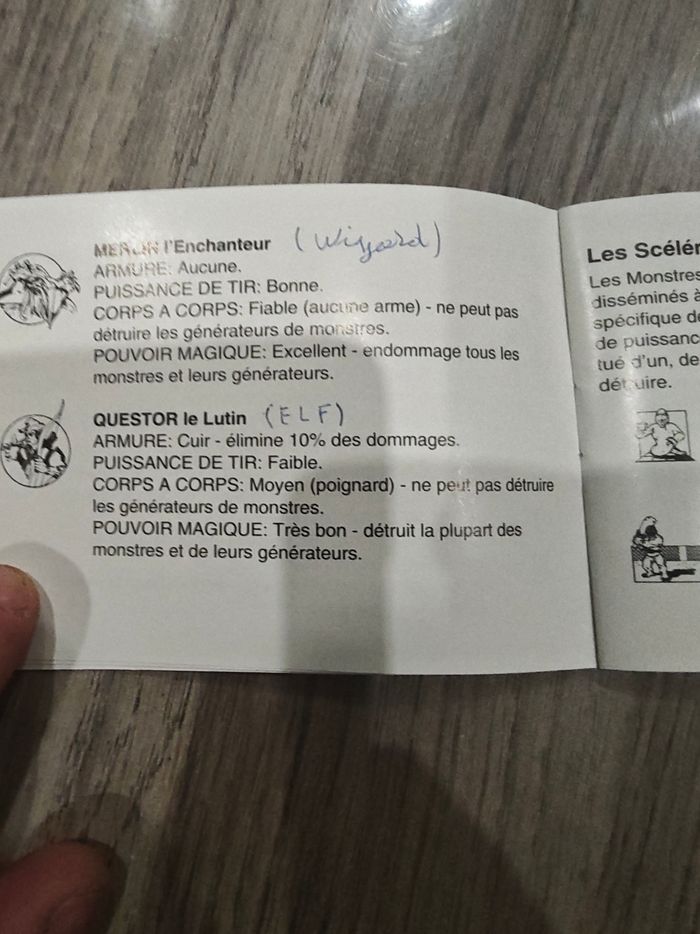 MERLIN l'Enchanteur (Wizzard)
ARMURE: Aucune.
PUISSANCE DE TIR: Bonne.
CORPS A CORPS: Fiable (aucune arme) - ne peut pas
détruire les générateurs de monstres.
POUVOIR MAGIQUE: Excellent - endommage tous les
monstres et leurs générateurs.
QUESTOR le Lutin (ELF)
ARMURE: Cuir - élimine 10% des dommages.
PUISSANCE DE TIR: Faible.
CORPS A CORPS: Moyen (poignard) - ne peut pas détruire
les générateurs de monstres.
POUVOIR MAGIQUE: Très bon - détruit la plupart des
monstres et de leurs générateurs.
Les
Les Monstres
disséminés à
spécifique
de
tué d'un, de
détruire.